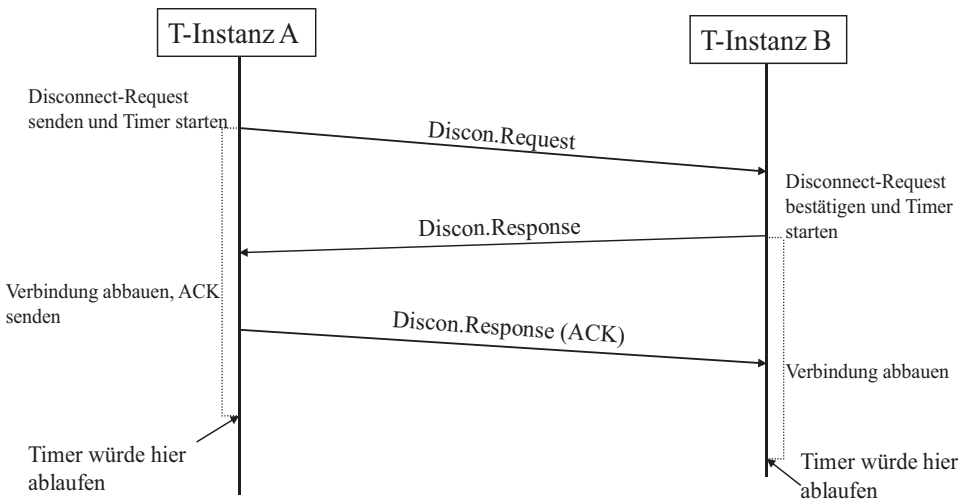 T-Instanz A
T-Instanz B
Disconnect-Request
senden und Timer starten
Discon.Request
Disconnect-Request
bestätigen und Timer
starten
Discon.Response
Verbindung abbauen, ACK
senden
Discon.Response (ACK)
Verbindung abbauen
Timer würde hier
ablaufen
Timer würde hier
ablaufen